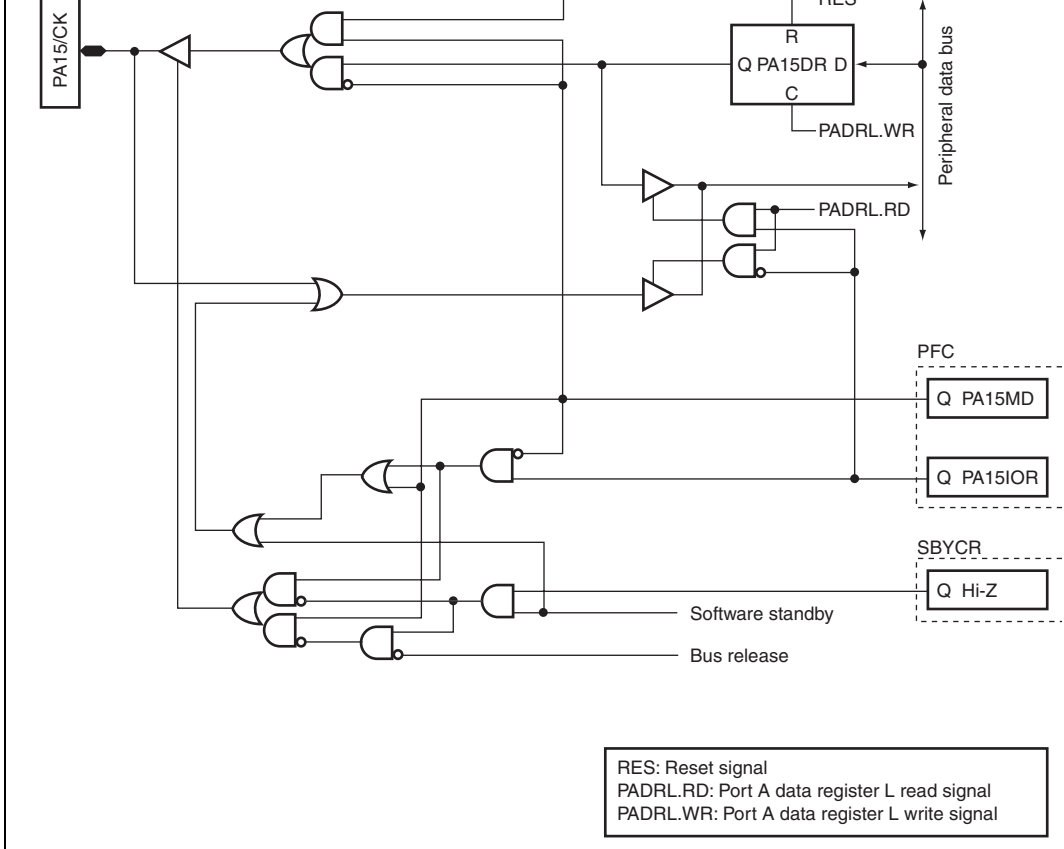 RES
PA15/CK
R
Q PA15DR D
C
PADRL.WR
Peripheral data bus
PADRL.RD
PFC
Q PA15MD
Q PA15IOR
SBYCR
Q Hi-Z
Software standby
Bus release
RES: Reset signal
PADRL.RD: Port A data register L read signal
PADRL.WR: Port A data register L write signal